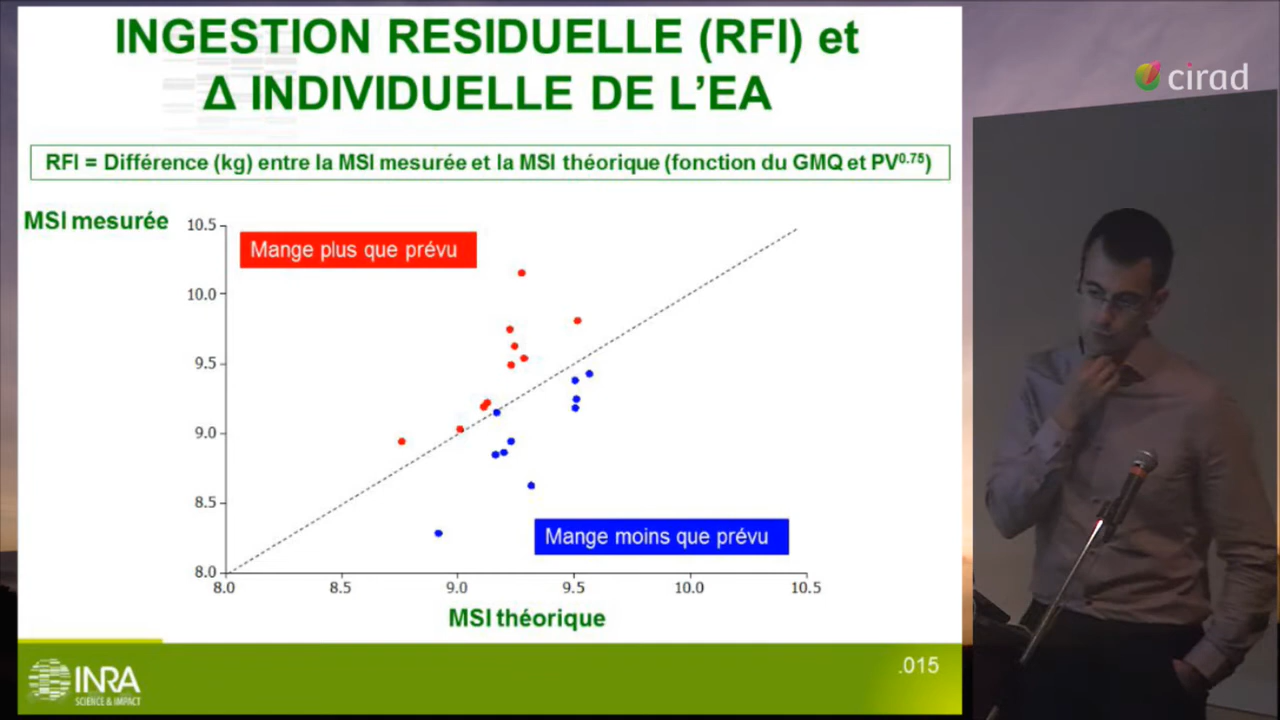 INGESTION RESIDUELLE (RFI) et
Δ INDIVIDUELLE DE L'EA
cirad
RFI = Différence (kg) entre la MSI mesurée et la MSI théorique (fonction du GMQ et PV0.75)
MSI mesurée
10.5
Mange plus que prévu
10.0
9.5
9.0
8.5
Mange moins que prévu
8.0
8.0 8.5 9.0 9.5 10.0 10.5
MSI théorique
.015
INRA
SCIENCE & IMPACT